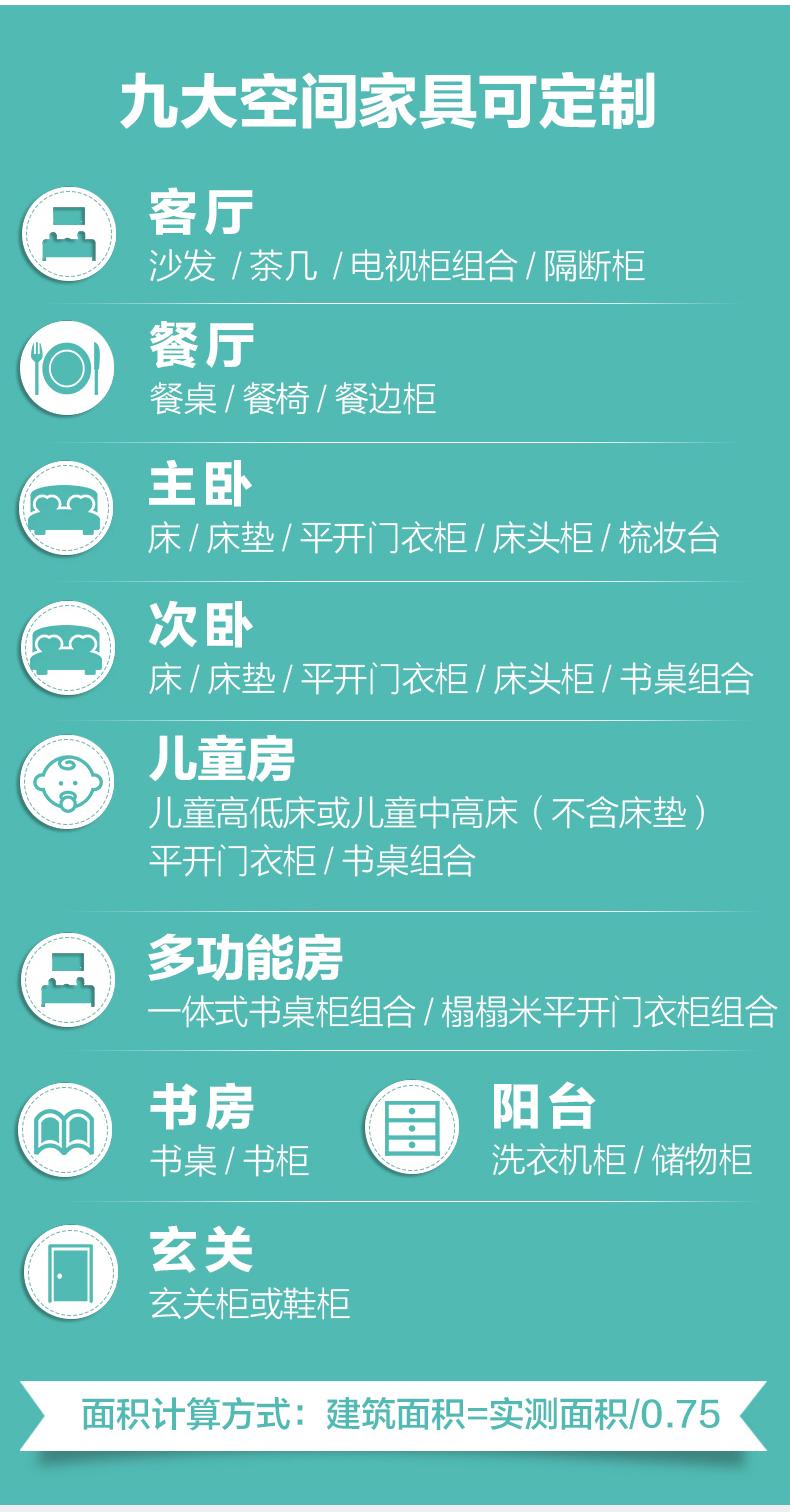 九大空间家具可定制
客厅
沙发 / 茶几 / 电视柜组合 / 隔断柜
餐厅
餐桌 / 餐椅 / 餐边柜
主卧
床 / 床垫 / 平开门衣柜 / 床头柜 / 梳妆台
次卧
床 / 床垫 / 平开门衣柜 / 床头柜 / 书桌组合
儿童房
儿童高低床或儿童中高床（不含床垫）
平开门衣柜 / 书桌组合
多功能房
一体式书桌柜组合 / 榻榻米平开门衣柜组合
书房
书桌 / 书柜
阳台
洗衣机柜 / 储物柜
玄关
玄关柜或鞋柜
面积计算方式：建筑面积=实测面积/0.75